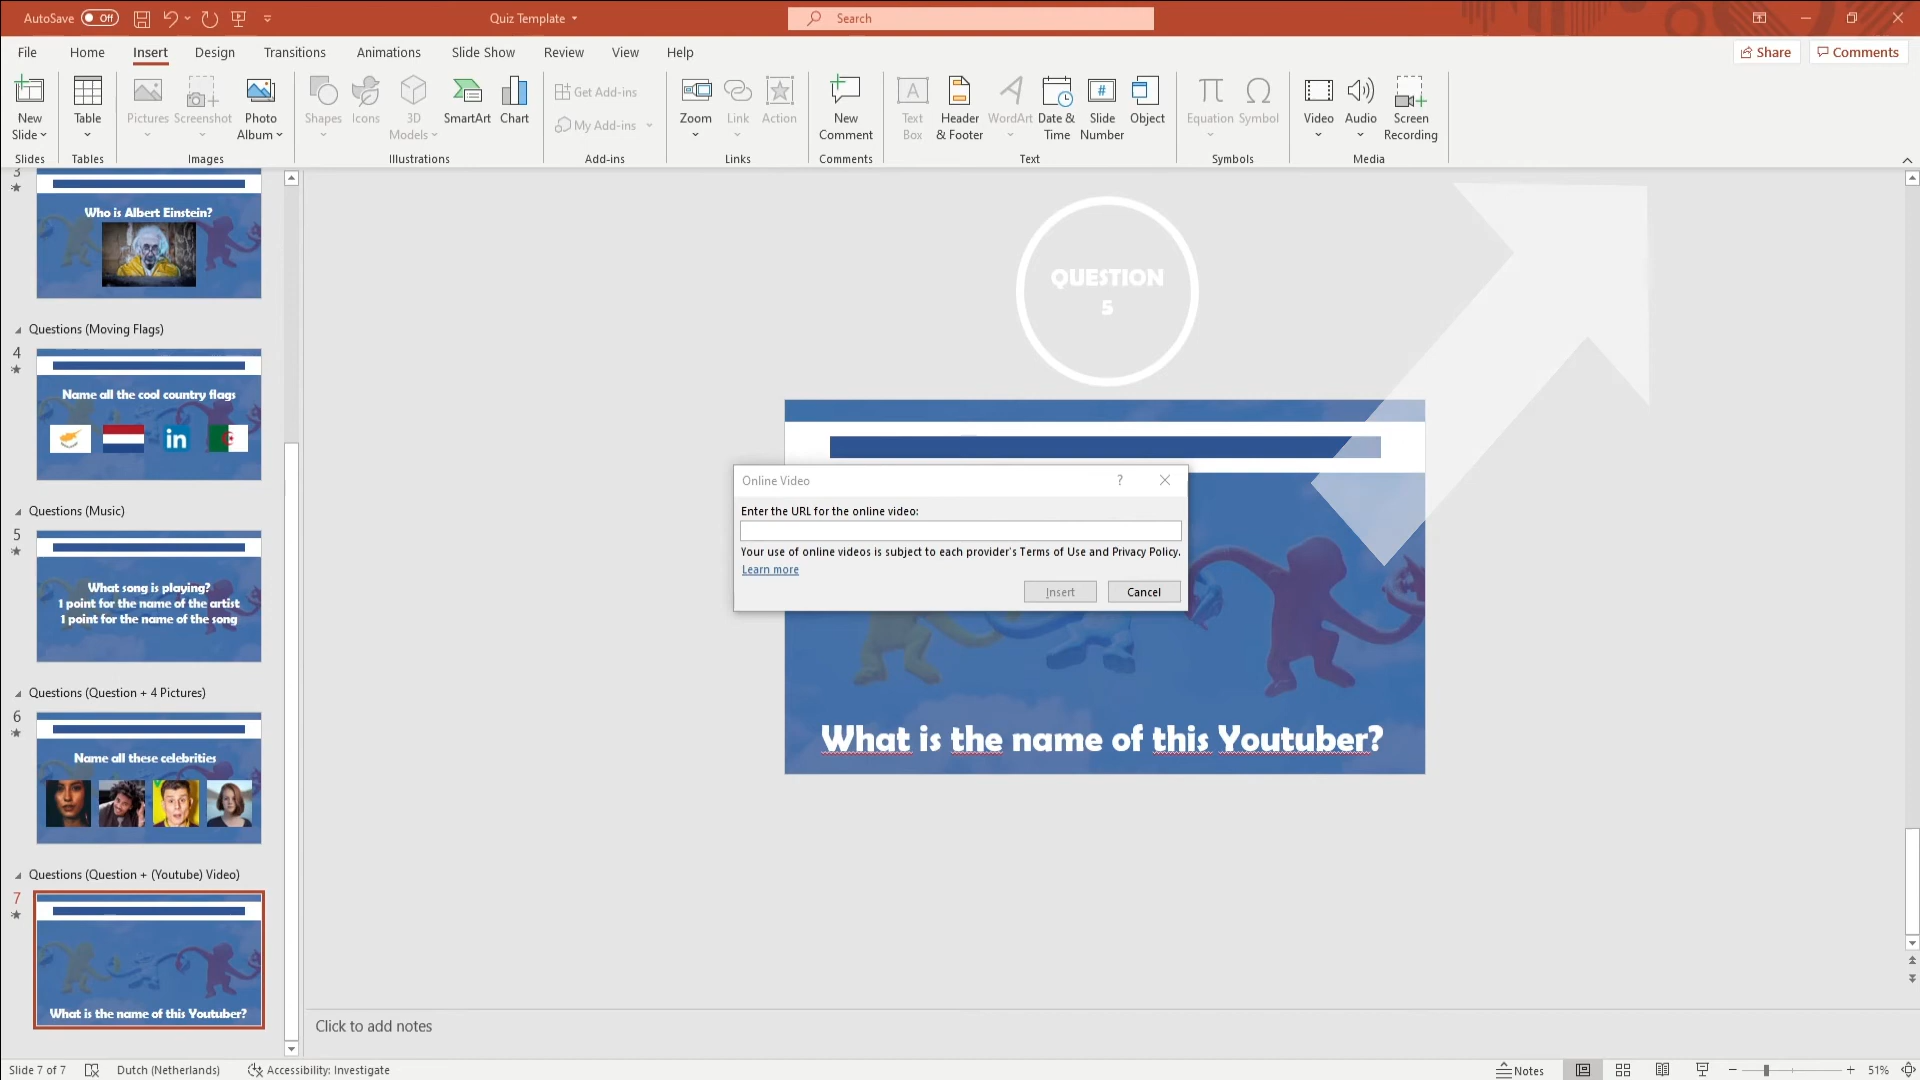 AutoSave Off
Quiz Template
Search
File Home Insert Design Transitions Animations Slide Show Review View Help
Share Comments
New Slide
Table
Pictures
Screenshot
Photo Album
Shapes
Icons
3D Models
SmartArt
Chart
Get Add-ins
My Add-ins
Zoom
Link
Action
New Comment
Text Box
Header & Footer
WordArt
Date & Time
Slide Number
Object
Equation
Symbol
Video
Audio
Screen Recording
Slides Tables Images Illustrations Add-ins Links Comments Text Symbols Media
3
Who is Albert Einstein?
Questions (Moving Flags)
4
Name all the cool country flags
in
Questions (Music)
5
What song is playing?
1 point for the name of the artist
1 point for the name of the song
Questions (Question + 4 Pictures)
6
Name all these celebrities
Questions (Question + (Youtube) Video)
7
What is the name of this Youtuber?
QUESTION
5
Online Video ?
Enter the URL for the online video:
Your use of online videos is subject to each provider's Terms of Use and Privacy Policy.
Learn more
Insert Cancel
What is the name of this Youtuber?
Click to add notes
Slide 7 of 7 Dutch (Netherlands) Accessibility: Investigate
Notes 51%